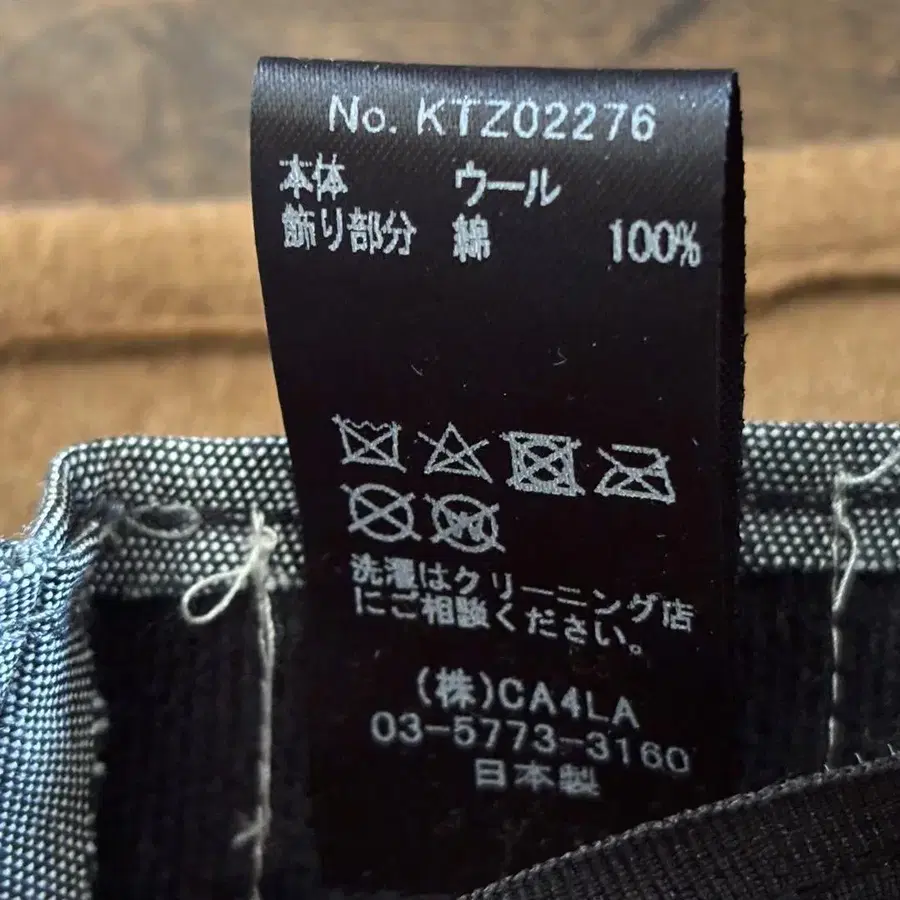 No. KTZ02276
本体 ウール
飾り部分 綿 100%
洗濯はクリーニング店
にご相談ください。
(株)CA4LA
03-5773-3160
日本製